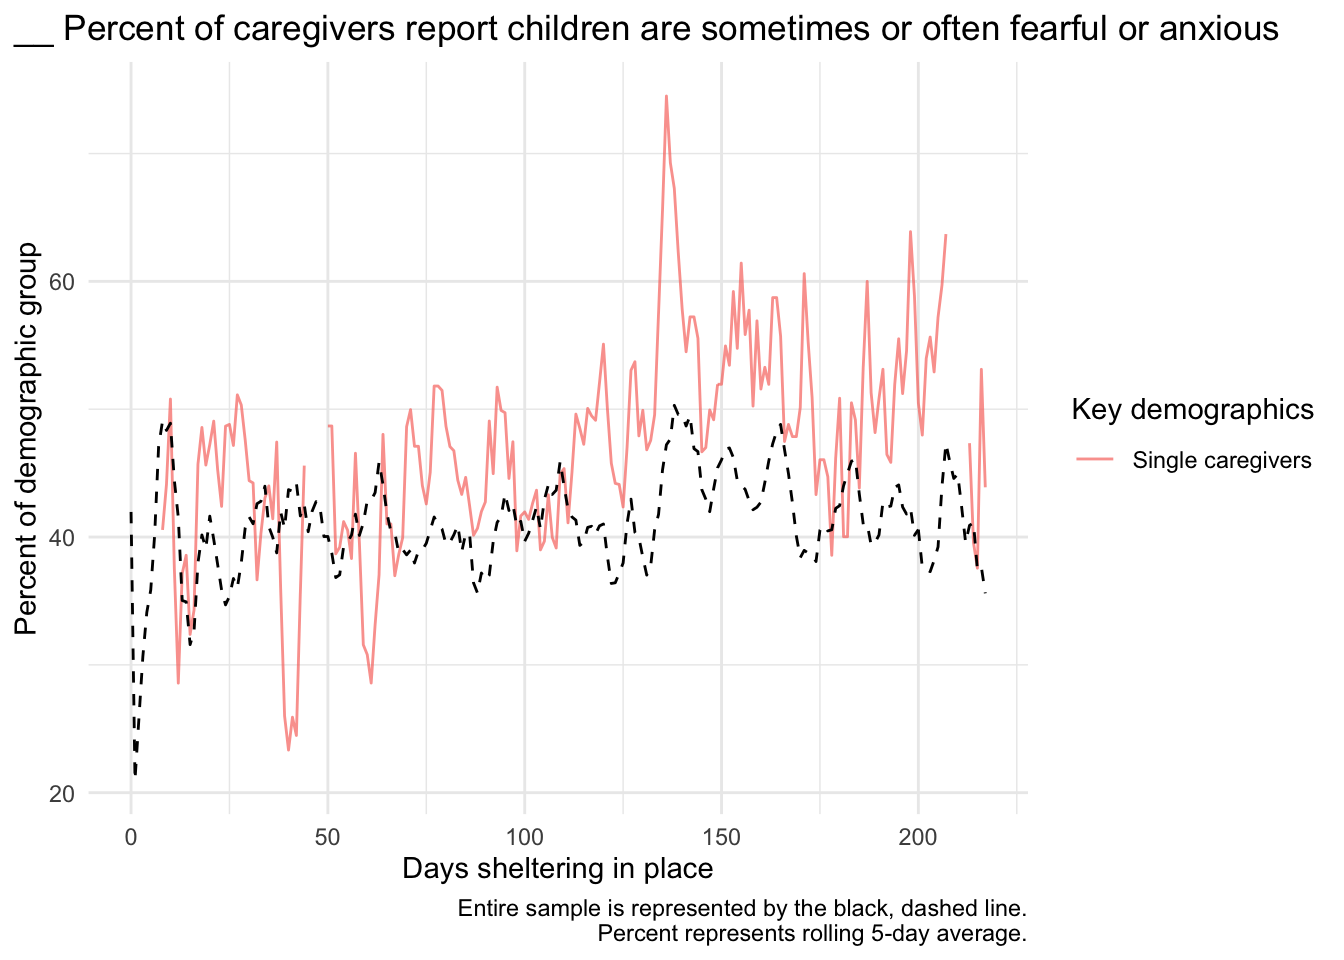 __ Percent of caregivers report children are sometimes or often fearful or anxious
Percent of demographic group
60
40
20
0 50 100 150 200
Days sheltering in place
Key demographics
Single caregivers
Entire sample is represented by the black, dashed line.
Percent represents rolling 5-day average.